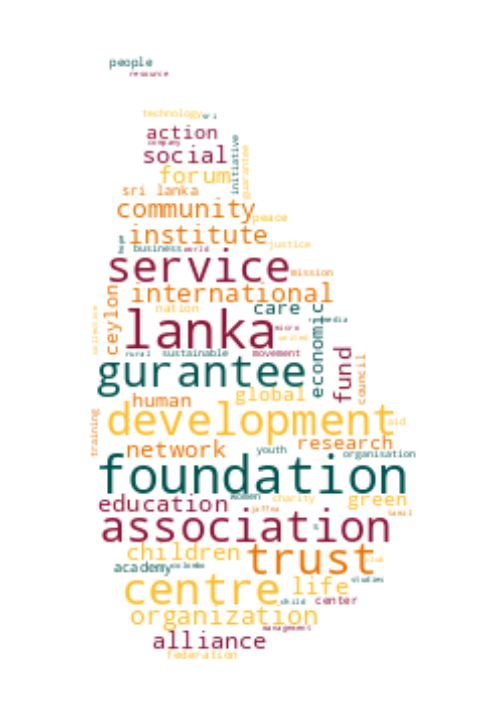 people
resource
technology sri
action
company
social
initiative
guarantee
forum
sri lanka
community
peace
institute
hope
business world
justice
service
mission
international
ceylon
nation
care
economic
lanka
micro
united
collective
rural sustainable movement
gurantee
fund
council
human
global
development
aid
training
network
research
youth
organisation
foundation
women
charity
green
education
jaffna
tamil
association
children
trust
club
academy
colombo
studies
centre
life
child
center
organization
management
alliance
federation